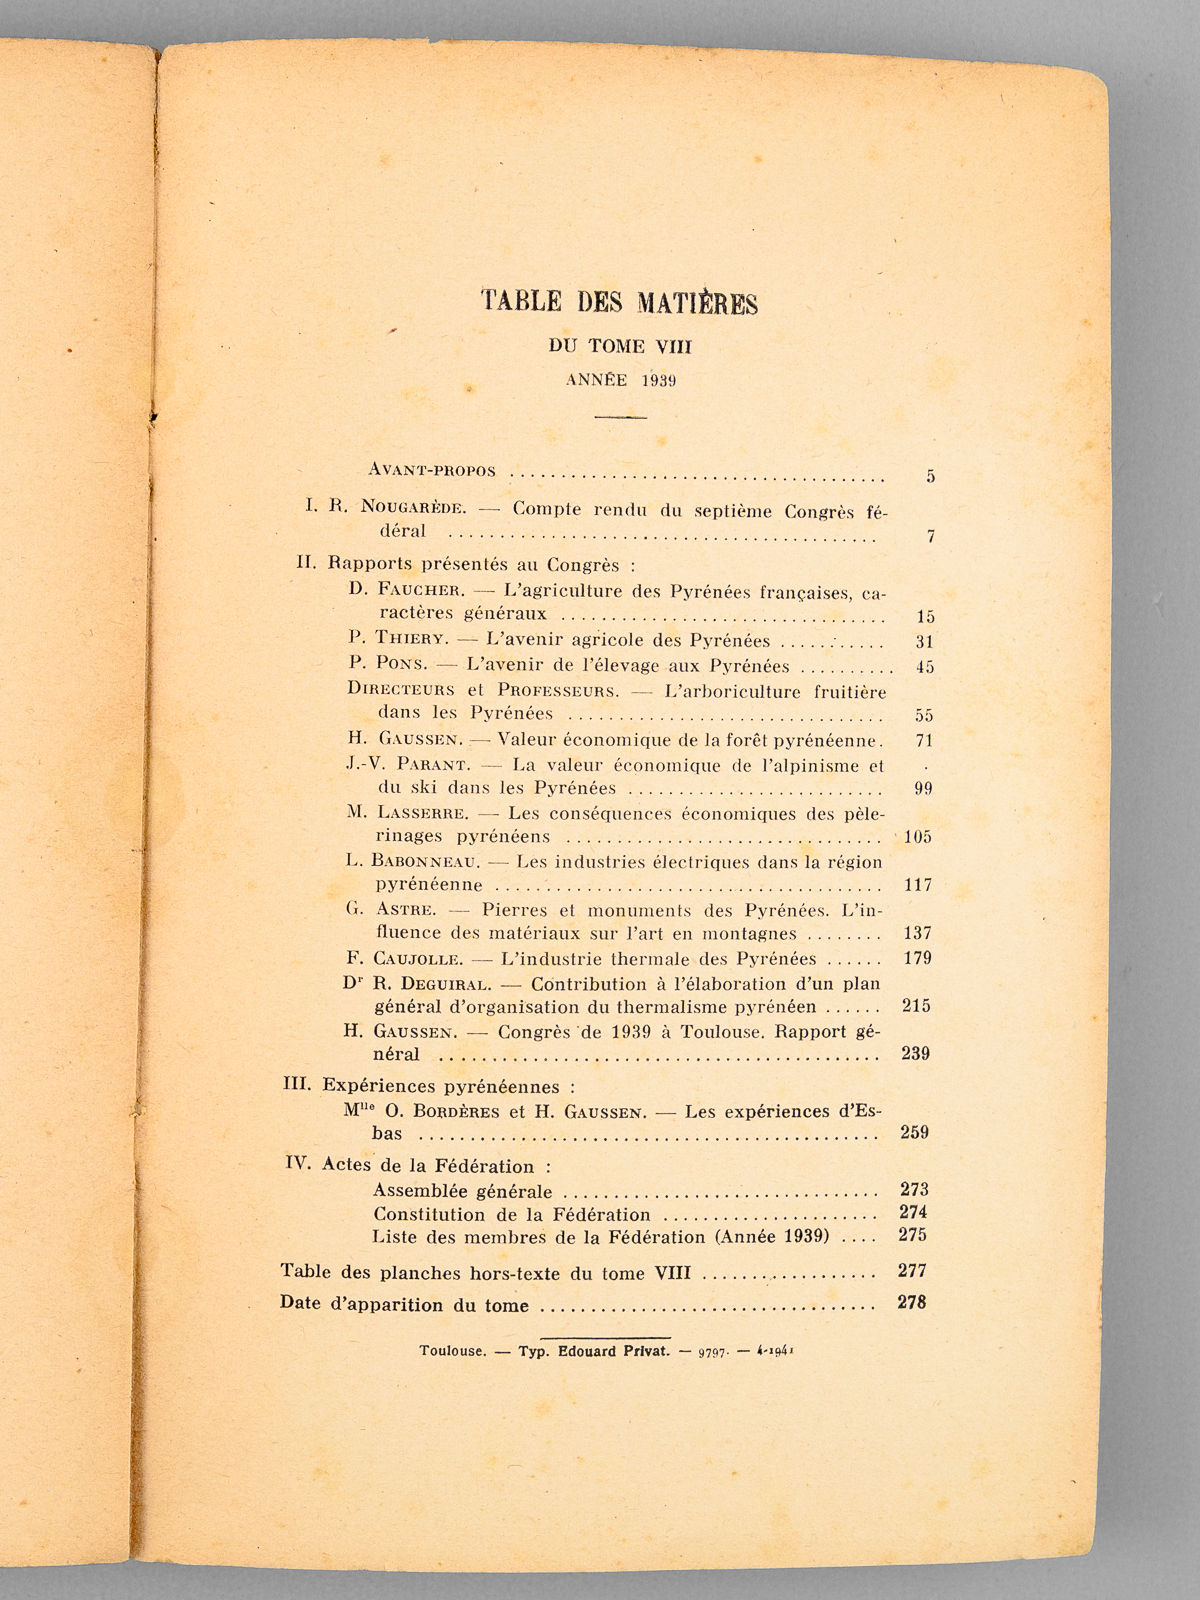 TABLE DES MATIÈRES
DU TOME VIII
ANNÉE 1939
AVANT-PROPOS ..................................... 5
I. R. NOUGARÈDE. — Compte rendu du septième Congrès fé-
déral .......................................... 7
II. Rapports présentés au Congrès :
D. FAUCHER. — L'agriculture des Pyrénées françaises, ca-
ractères généraux ................................ 15
P. THIERY. — L'avenir agricole des Pyrénées ........... 31
P. PONS. — L'avenir de l'élevage aux Pyrénées .......... 45
DIRECTEURS et PROFESSEURS. — L'arboriculture fruitière
dans les Pyrénées ................................ 55
H. GAUSSEN. — Valeur économique de la forêt pyrénéenne. 71
J.-V. PARANT. — La valeur économique de l'alpinisme et
du ski dans les Pyrénées ......................... 99
M. LASSERRE. — Les conséquences économiques des pèle-
rinages pyrénéens ................................ 105
L. BABONNEAU. — Les industries électriques dans la région
pyrénéenne ....................................... 117
G. ASTRE. — Pierres et monuments des Pyrénées. L'in-
fluence des matériaux sur l'art en montagnes ........ 137
F. CAUJOLLE. — L'industrie thermale des Pyrénées ...... 179
Dr R. DEGUIRAL. — Contribution à l'élaboration d'un plan
général d'organisation du thermalisme pyrénéen ...... 215
H. GAUSSEN. — Congrès de 1939 à Toulouse. Rapport gé-
néral ............................................ 239
III. Expériences pyrénéennes :
Mlle O. BORDÈRES et H. GAUSSEN. — Les expériences d'Es-
bas .............................................. 259
IV. Actes de la Fédération :
Assemblée générale ................................ 273
Constitution de la Fédération ...................... 274
Liste des membres de la Fédération (Année 1939) .... 275
Table des planches hors-texte du tome VIII .................. 277
Date d'apparition du tome .................................. 278
Toulouse. — Typ. Edouard Privat. — 9797. — 4-1941